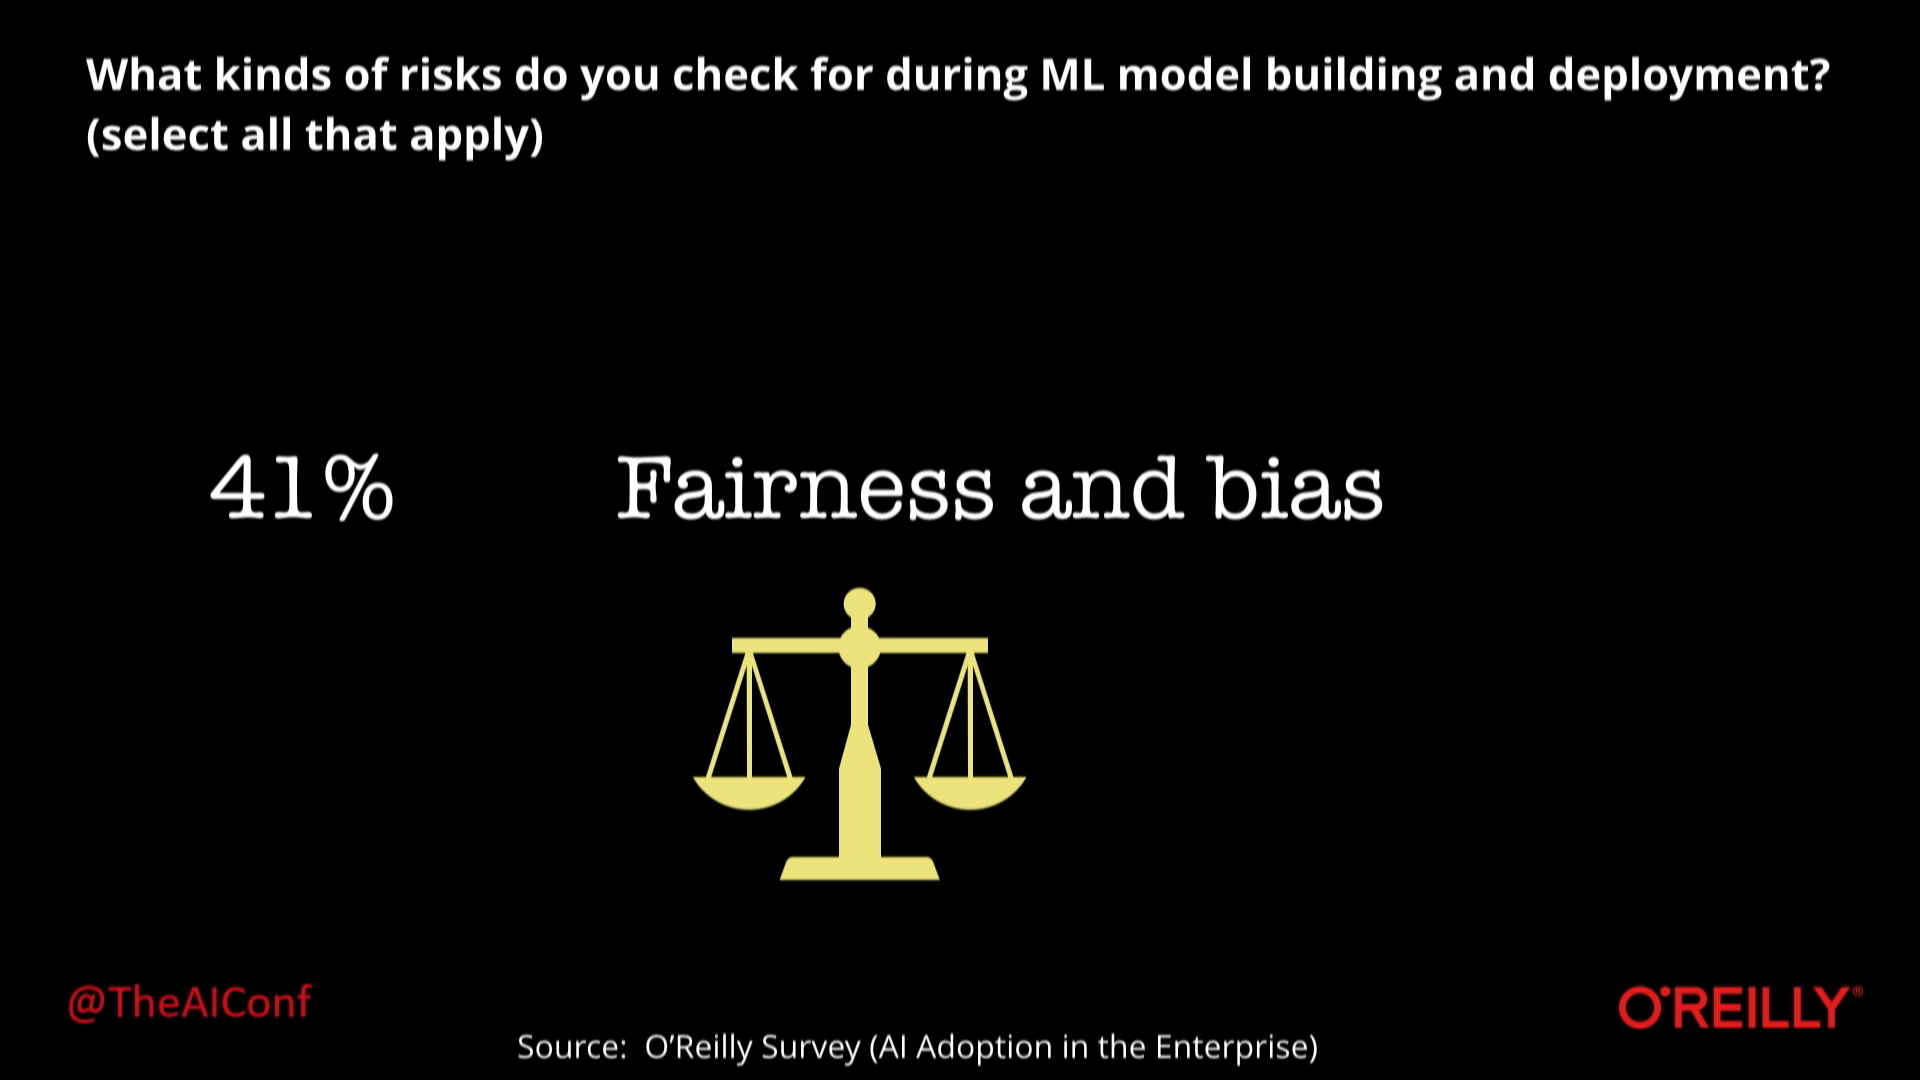 What kinds of risks do you check for during ML model building and deployment?
(select all that apply)
41% Fairness and bias
@TheAIConf
O'REILLY®
Source: O’Reilly Survey (AI Adoption in the Enterprise)